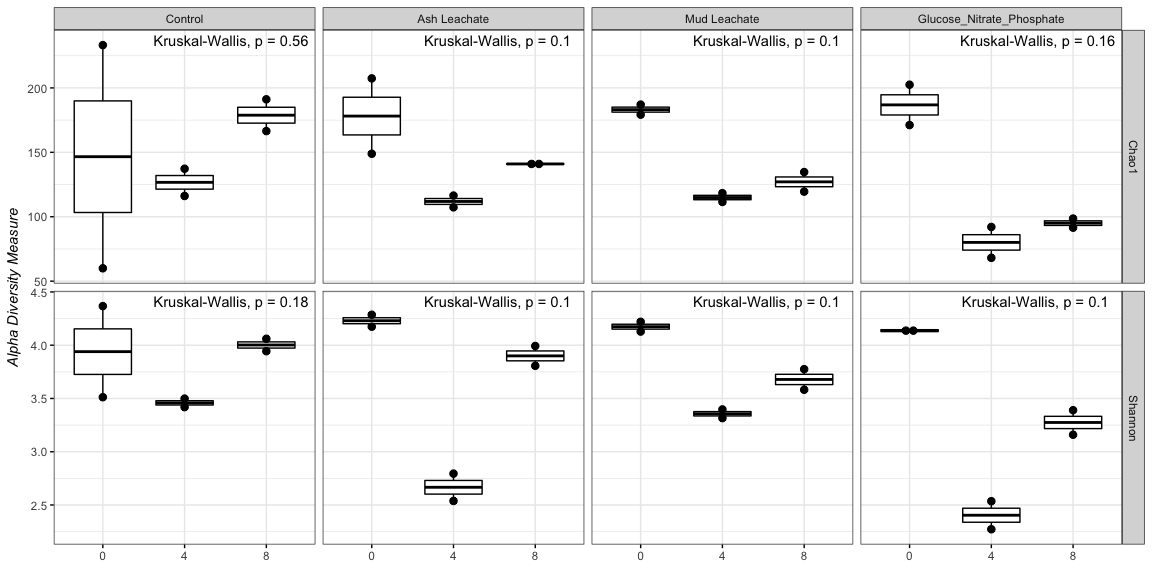 Control Ash Leachate Mud Leachate Glucose_Nitrate_Phosphate
Kruskal-Wallis, p = 0.56 Kruskal-Wallis, p = 0.1 Kruskal-Wallis, p = 0.1 Kruskal-Wallis, p = 0.16
200
150
100
50
Chao1
Alpha Diversity Measure
Kruskal-Wallis, p = 0.18 Kruskal-Wallis, p = 0.1 Kruskal-Wallis, p = 0.1 Kruskal-Wallis, p = 0.1
4.5
4.0
3.5
3.0
2.5
Shannon
0 4 8 0 4 8 0 4 8 0 4 8